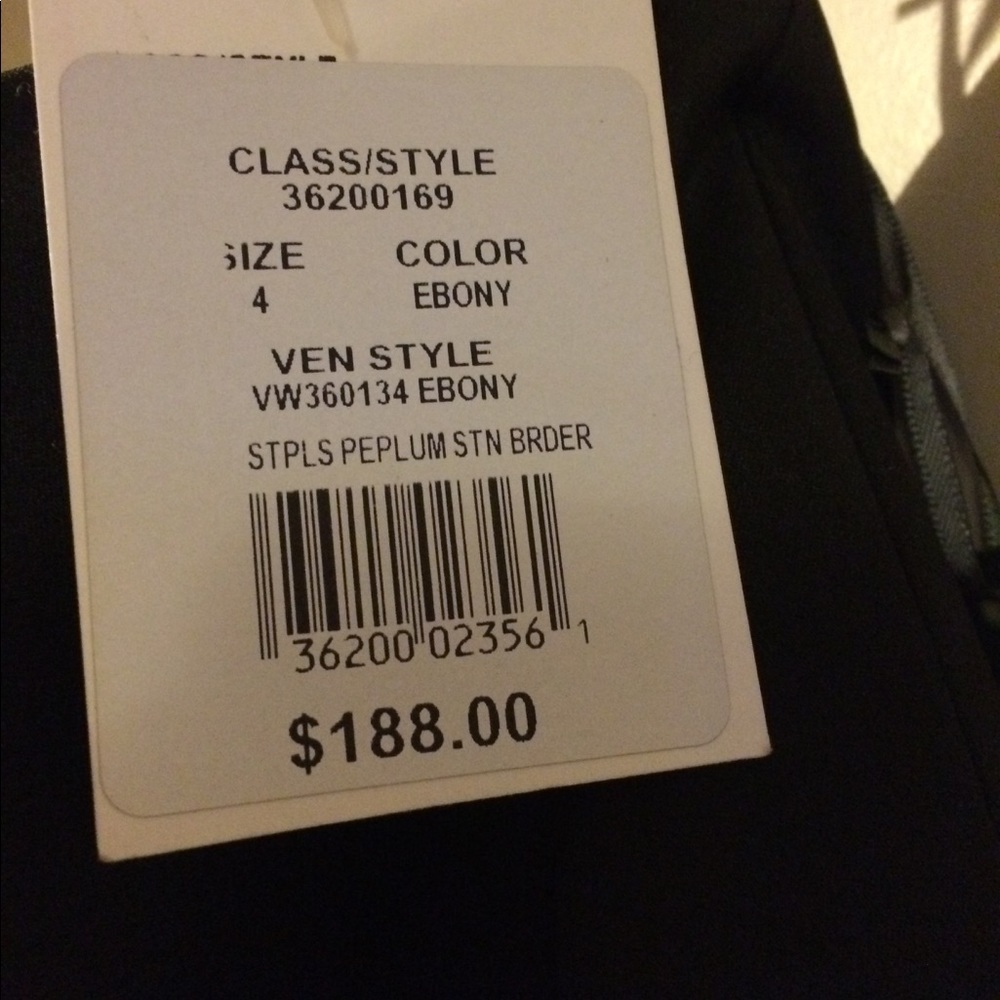 CLASS/STYLE
36200169
SIZE COLOR
4 EBONY
VEN STYLE
VW360134 EBONY
STPLS PEPLUM STN BRDER
36200 02356 1
$188.00